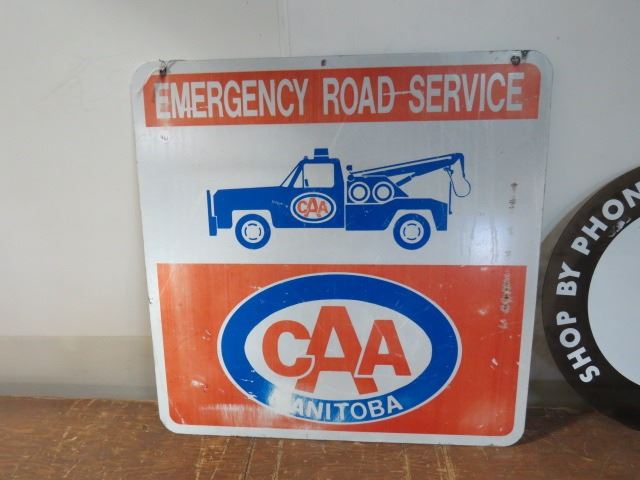 EMERGENCY ROAD SERVICE
CAA
CAA
MANITOBA
SHOP BY PHON